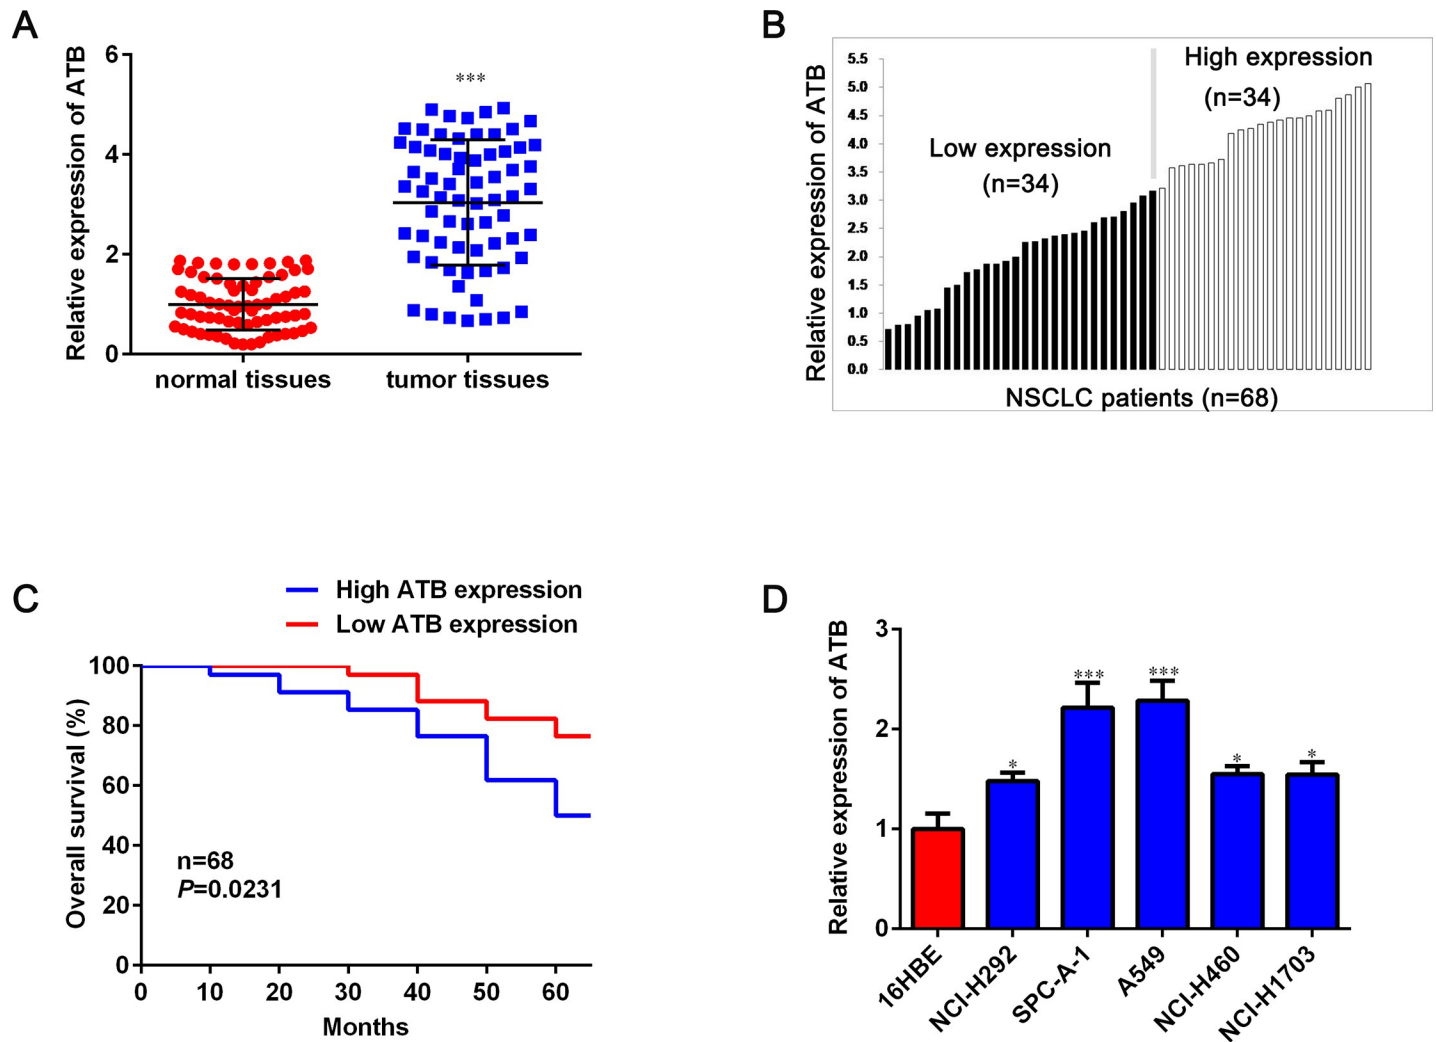 A
Relative expression of ATB
6
4
2
0
***
normal tissues
tumor tissues
B
Relative expression of ATB
5.5
5.0
4.5
4.0
3.5
3.0
2.5
2.0
1.5
1.0
0.5
0.0
High expression
(n=34)
Low expression
(n=34)
NSCLC patients (n=68)
C
High ATB expression
Low ATB expression
Overall survival (%)
100
80
60
40
20
0
n=68
P=0.0231
0 10 20 30 40 50 60
Months
D
Relative expression of ATB
3
2
1
0
* *** *** * *
16HBE
NCI-H292
SPC-A-1
A549
NCI-H460
NCI-H1703